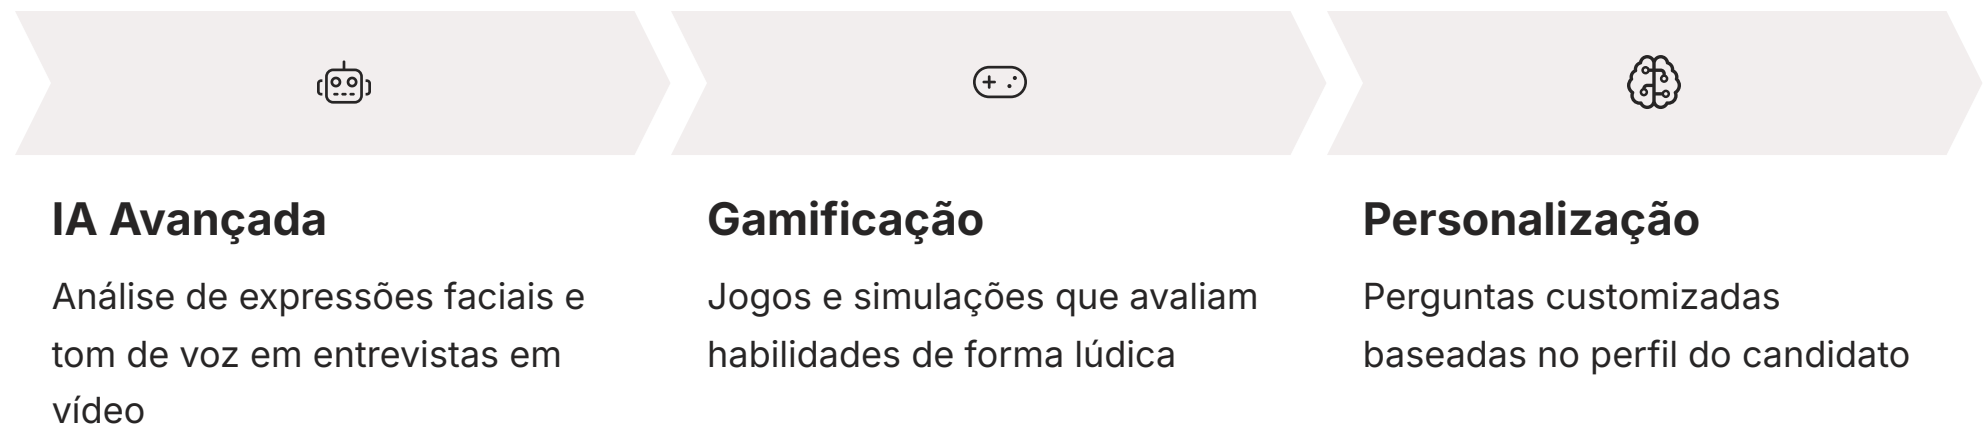 IA Avançada
Análise de expressões faciais e
tom de voz em entrevistas em
vídeo
Gamificação
Jogos e simulações que avaliam
habilidades de forma lúdica
Personalização
Perguntas customizadas
baseadas no perfil do candidato